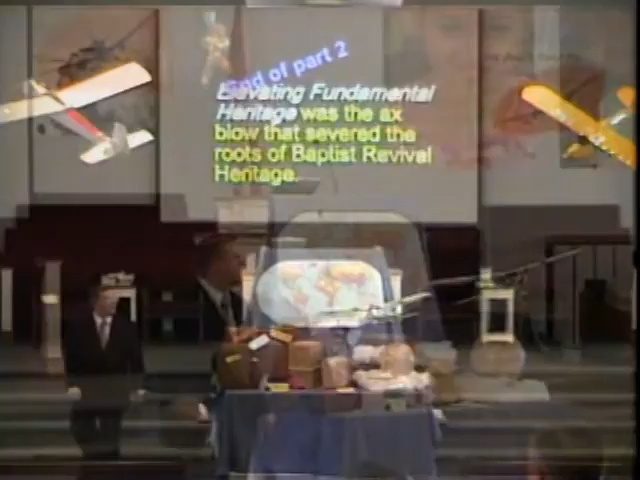 End of part 2
Elevating Fundamental
Heritage was the ax
blow that severed the
roots of Baptist Revival
Heritage.